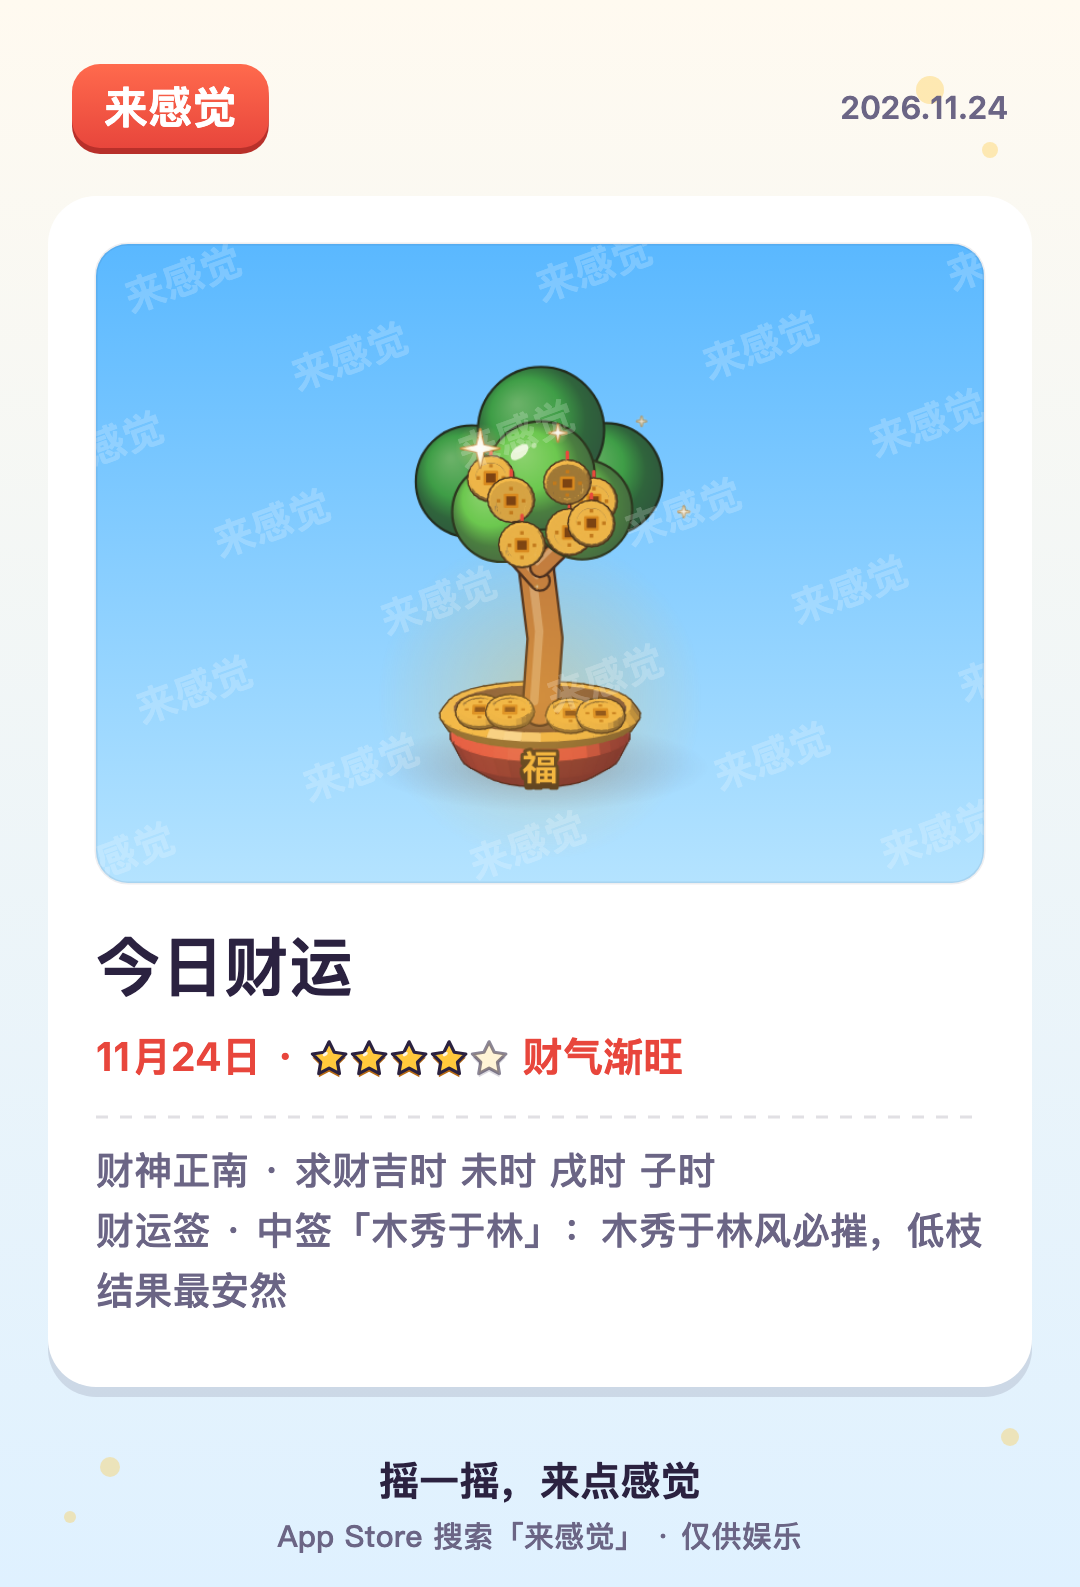 来感觉
2026.11.24
福
今日财运
11月24日 · ⭐⭐⭐⭐☆ 财气渐旺
财神正南 · 求财吉时 未时 戌时 子时
财运签 · 中签「木秀于林」：木秀于林风必摧，低枝
结果最安然
摇一摇，来点感觉
App Store 搜索「来感觉」 · 仅供娱乐